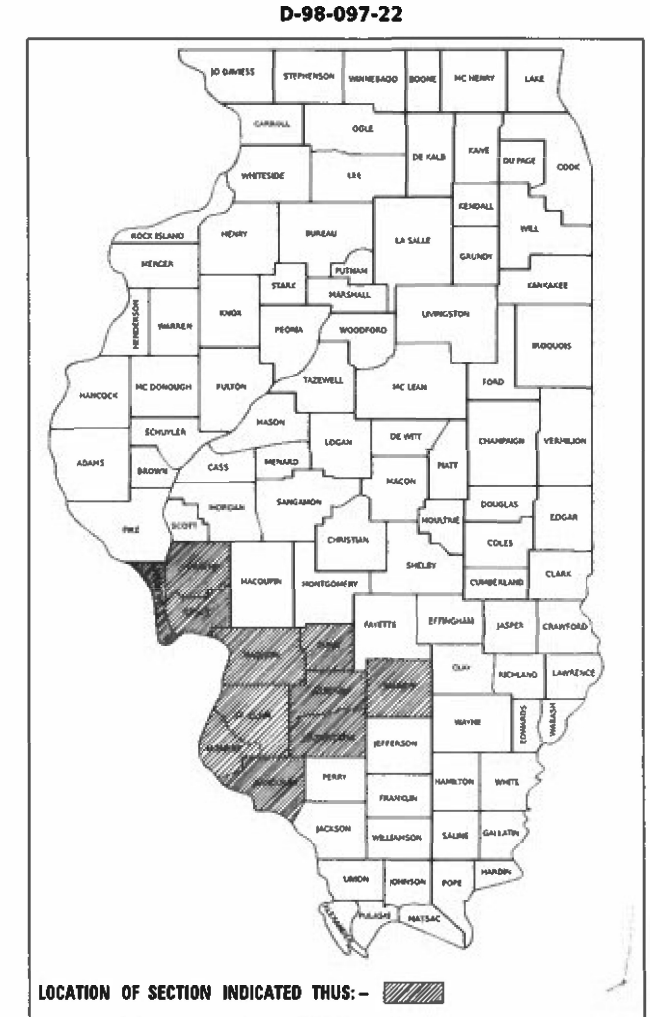 D-98-097-22
JO DAVIESS STEPHENSON WINNEBAGO BOONE MC HENRY LAKE
CARROLL OGLE DE KALB KANE DU PAGE COOK
WHITESIDE LEE KENDALL
ROCK ISLAND HENRY BUREAU LA SALLE GRUNDY WILL
MERCER PUTNAM KANKAKEE
HENDERSON WARREN KNOX STARK MARSHALL LIVINGSTON
PEORIA WOODFORD IROQUOIS
HANCOCK MC DONOUGH FULTON TAZEWELL MC LEAN FORD
SCHUYLER MASON LOGAN DE WITT CHAMPAIGN VERMILION
ADAMS BROWN CASS MENARD PIATT
MACON
PIKE SCOTT MORGAN SANGAMON MOULTRIE DOUGLAS EDGAR
CHRISTIAN COLES
SHELBY
MACOUPIN MONTGOMERY CUMBERLAND CLARK
FAYETTE EFFINGHAM JASPER CRAWFORD
CLAY RICHLAND LAWRENCE
WAYNE EDWARDS WABASH
JEFFERSON
PERRY HAMILTON WHITE
FRANKLIN
JACKSON WILLIAMSON SALINE GALLATIN
UNION JOHNSON POPE HARDIN
MATSAC
LOCATION OF SECTION INDICATED THUS:-